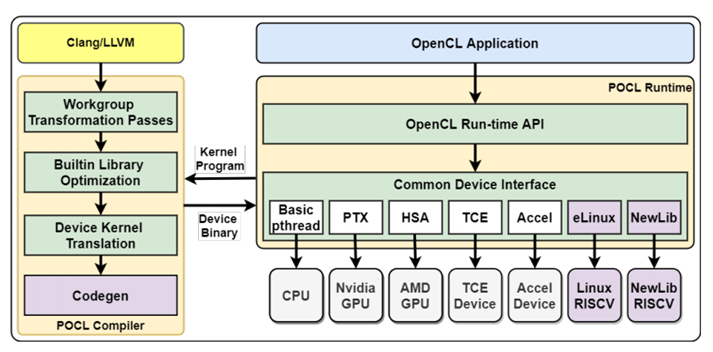 Clang/LLVM
Workgroup
Transformation Passes
Builtin Library
Optimization
Device Kernel
Translation
Codegen
POCL Compiler
Kernel
Program
Device
Binary
OpenCL Application
POCL Runtime
OpenCL Run-time API
Common Device Interface
Basic
pthread
PTX
HSA
TCE
Accel
eLinux
NewLib
CPU
Nvidia
GPU
AMD
GPU
TCE
Device
Accel
Device
Linux
RISCV
NewLib
RISCV